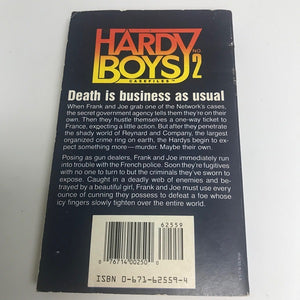 HARDY
BOYS NO. 2
CASEFILES™
Death is business as usual
When Frank and Joe grab one of the Network's cases,
the secret government agency tells them they're on their
own. Then they hustle themselves a one-way ticket to
France, expecting a little action. But after they penetrate
the shady world of Reynard and Company, the largest
organized crime ring on earth, the Hardys begin to ex-
pect something more—murder. Maybe their own.
Posing as gun dealers, Frank and Joe immediately run
into trouble with the French police. Soon they're fugitives
with no one to turn to but the criminals they've sworn to
expose. Caught in a deadly web of enemies and be-
trayed by a beautiful girl, Frank and Joe must use every
ounce of cunning they possess to defeat a foe whose
icy fingers slowly tighten over the entire world.
62559
0
76714 00250
0
ISBN 0-671-62559-4